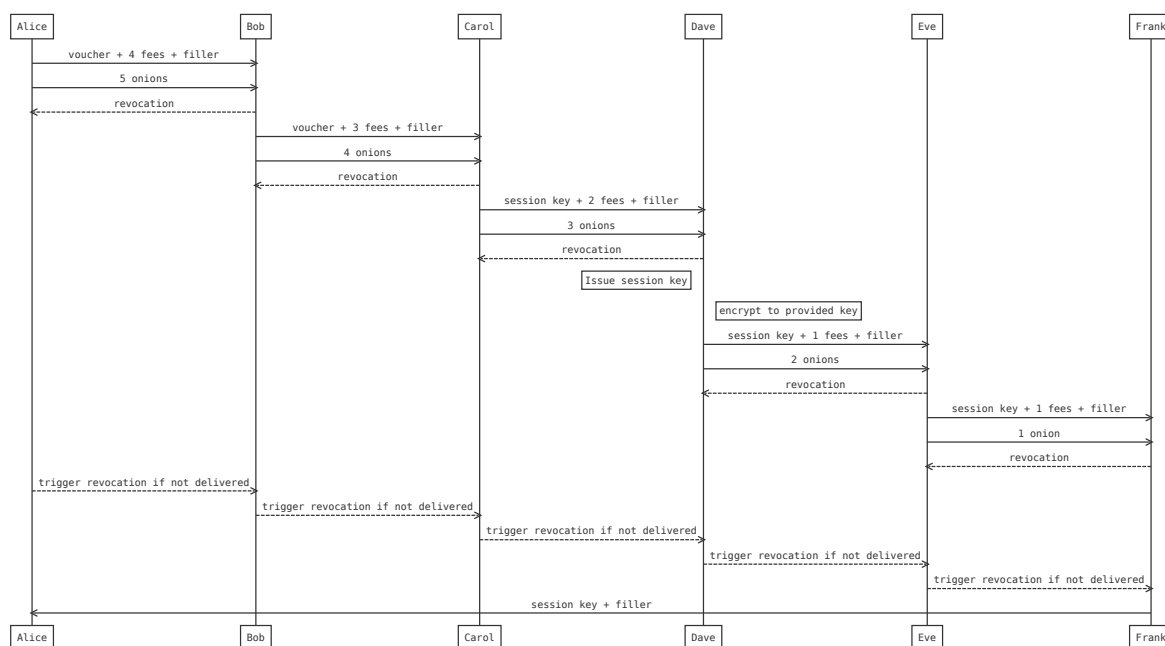 Alice
Bob
Carol
Dave
Eve
Frank
voucher + 4 fees + filler
5 onions
revocation
voucher + 3 fees + filler
4 onions
revocation
session key + 2 fees + filler
3 onions
revocation
Issue session key
encrypt to provided key
session key + 1 fees + filler
2 onions
revocation
session key + 1 fees + filler
1 onion
revocation
trigger revocation if not delivered
trigger revocation if not delivered
trigger revocation if not delivered
trigger revocation if not delivered
trigger revocation if not delivered
session key + filler
Alice
Bob
Carol
Dave
Eve
Frank